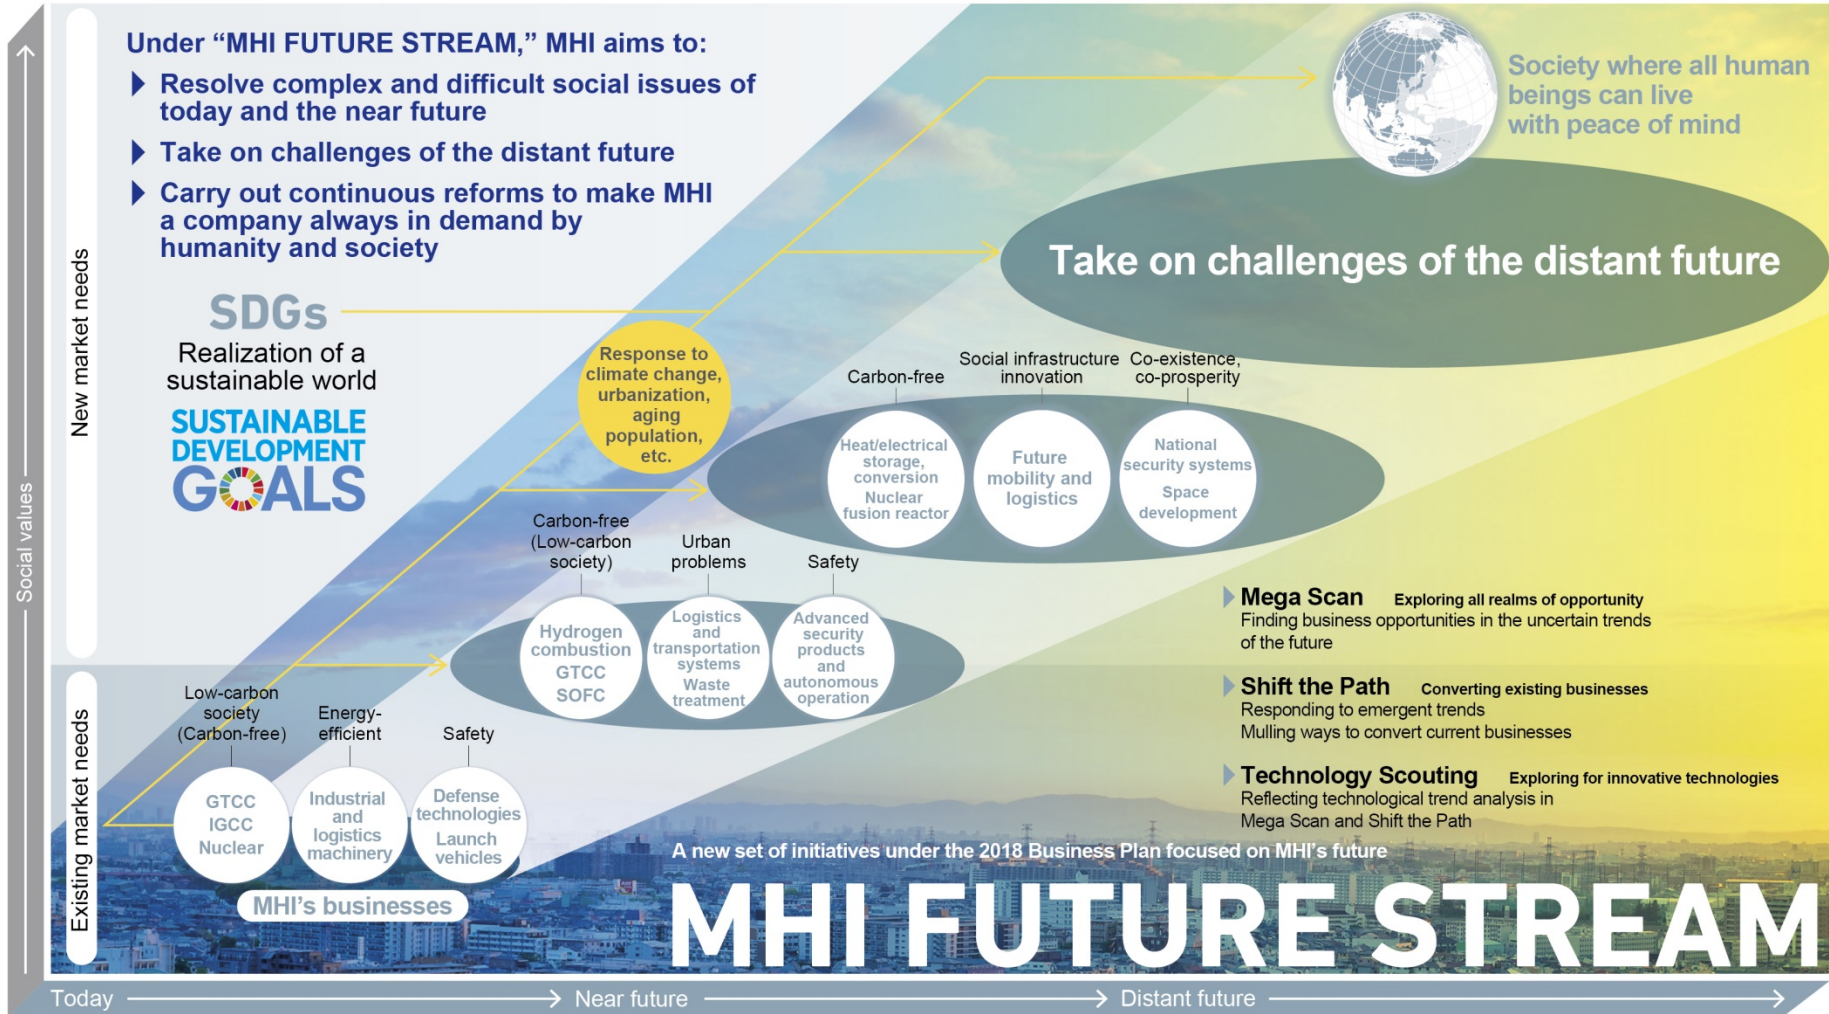 Under “MHI FUTURE STREAM,” MHI aims to:
Resolve complex and difficult social issues of
today and the near future
Take on challenges of the distant future
Carry out continuous reforms to make MHI
a company always in demand by
humanity and society
SDGs
Realization of a
sustainable world
SUSTAINABLE
DEVELOPMENT
GOALS
Society where all human
beings can live
with peace of mind
Take on challenges of the distant future
Response to
climate change,
urbanization,
aging
population,
etc.
Carbon-free
Social infrastructure
innovation
Co-existence,
co-prosperity
Heat/electrical
storage,
conversion
Nuclear
fusion reactor
Future
mobility and
logistics
National
security systems
Space
development
Carbon-free
(Low-carbon
society)
Urban
problems
Safety
Hydrogen
combustion
GTCC
SOFC
Logistics
and
transportation
systems
Waste
treatment
Advanced
security
products
and
autonomous
operation
Low-carbon
society
(Carbon-free)
Energy-
efficient
Safety
GTCC
IGCC
Nuclear
Industrial
and
logistics
machinery
Defense
technologies
Launch
vehicles
MHI's businesses
Mega Scan Exploring all realms of opportunity
Finding business opportunities in the uncertain trends
of the future
Shift the Path Converting existing businesses
Responding to emergent trends
Mulling ways to convert current businesses
Technology Scouting Exploring for innovative technologies
Reflecting technological trend analysis in
Mega Scan and Shift the Path
A new set of initiatives under the 2018 Business Plan focused on MHI's future
MHI FUTURE STREAM
Social values
New market needs
Existing market needs
Today
Near future
Distant future